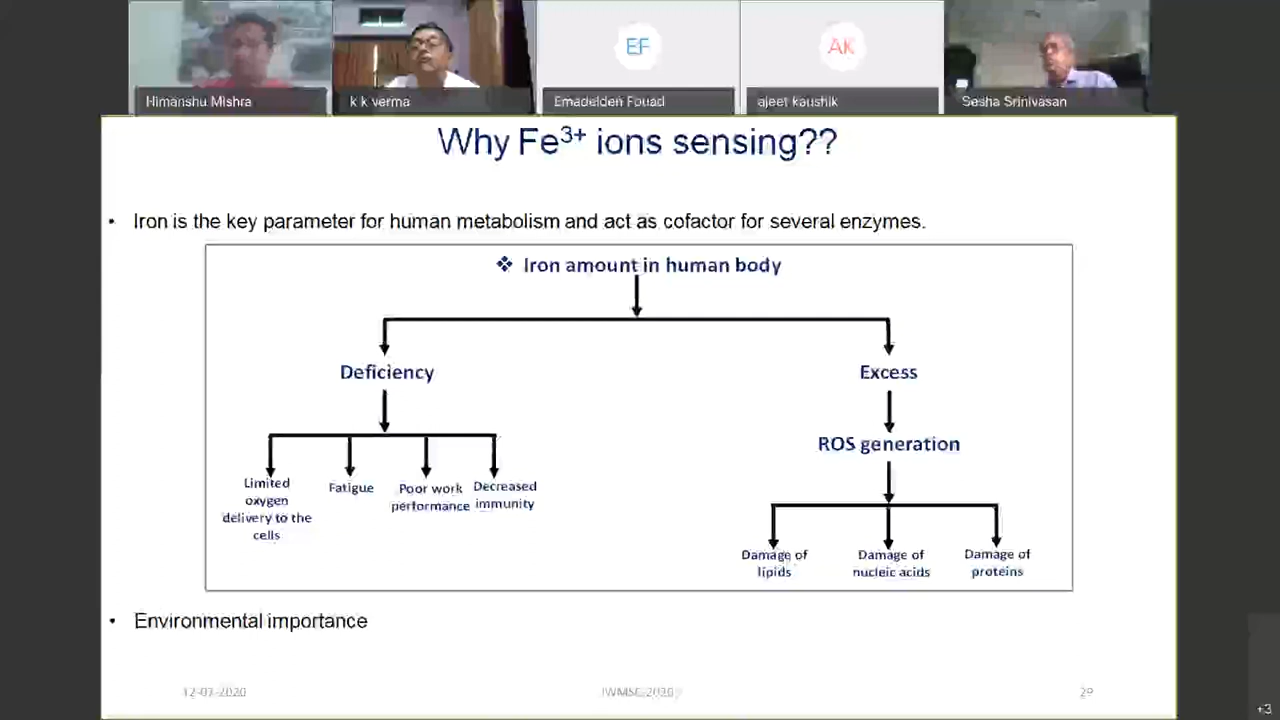 EF
AK
Himanshu Mishra
k k verma
Emadelden Fouad
ajeet kaushik
Sesha Srinivasan
Why Fe³⁺ ions sensing??
• Iron is the key parameter for human metabolism and act as cofactor for several enzymes.
❖ Iron amount in human body
Deficiency
Excess
ROS generation
Limited
oxygen
delivery to the
cells
Fatigue
Poor work
performance
Decreased
immunity
Damage of
lipids
Damage of
nucleic acids
Damage of
proteins
• Environmental importance
12-07-2020
IWMSC 2020
29
+3